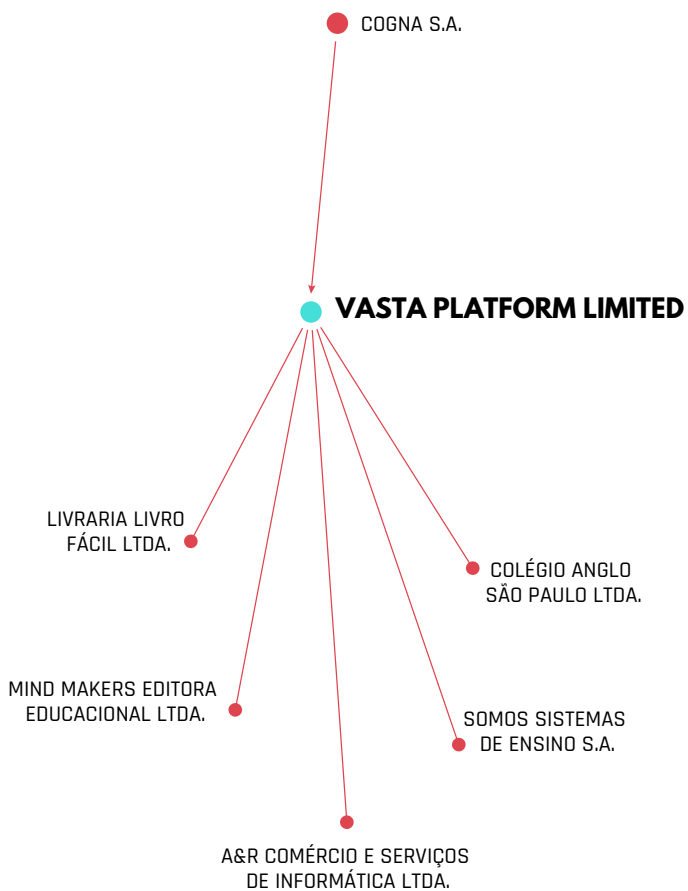 COGNA S.A.
VASTA PLATFORM LIMITED
LIVRARIA LIVRO
FÁCIL LTDA.
COLÉGIO ANGLO
SÃO PAULO LTDA.
MIND MAKERS EDITORA
EDUCACIONAL LTDA.
SOMOS SISTEMAS
DE ENSINO S.A.
A&R COMÉRCIO E SERVIÇOS
DE INFORMÁTICA LTDA.